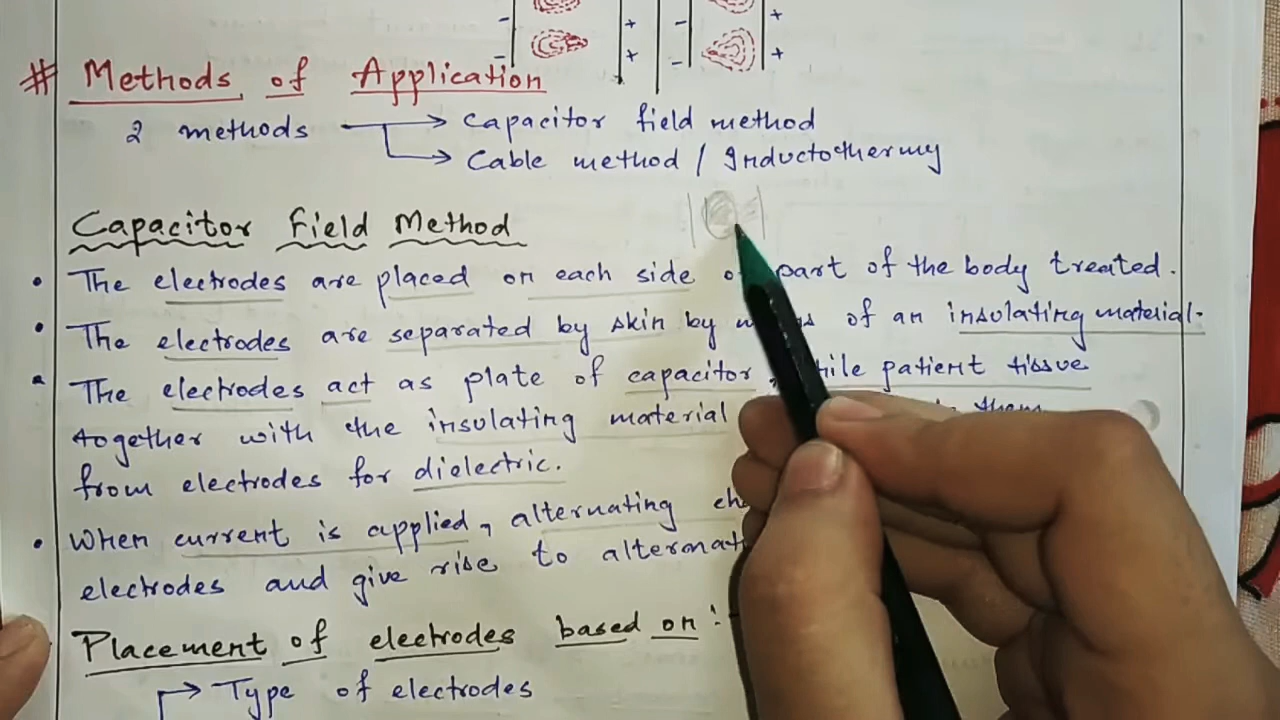 # Methods of Application
2 methods → Capacitor field method
→ Cable method / Inductothermy
Capacitor Field Method
• The electrodes are placed on each side of part of the body treated.
• The electrodes are separated by skin by of an insulating material.
• The electrodes act as plate of capacitor, patient tissue
together with the insulating material them
from electrodes for dielectric.
• When current is applied, alternating
electrodes and give rise to
Placement of electrodes based on :-
→ Type of electrodes